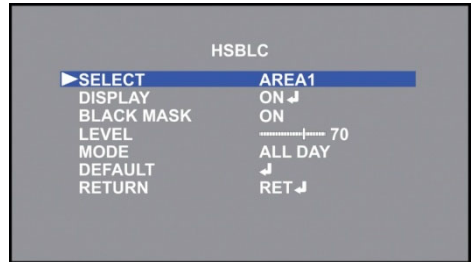 HSBLC
►SELECT AREA1
DISPLAY ON↲
BLACK MASK ON
LEVEL 70
MODE ALL DAY
DEFAULT ↲
RETURN RET↲